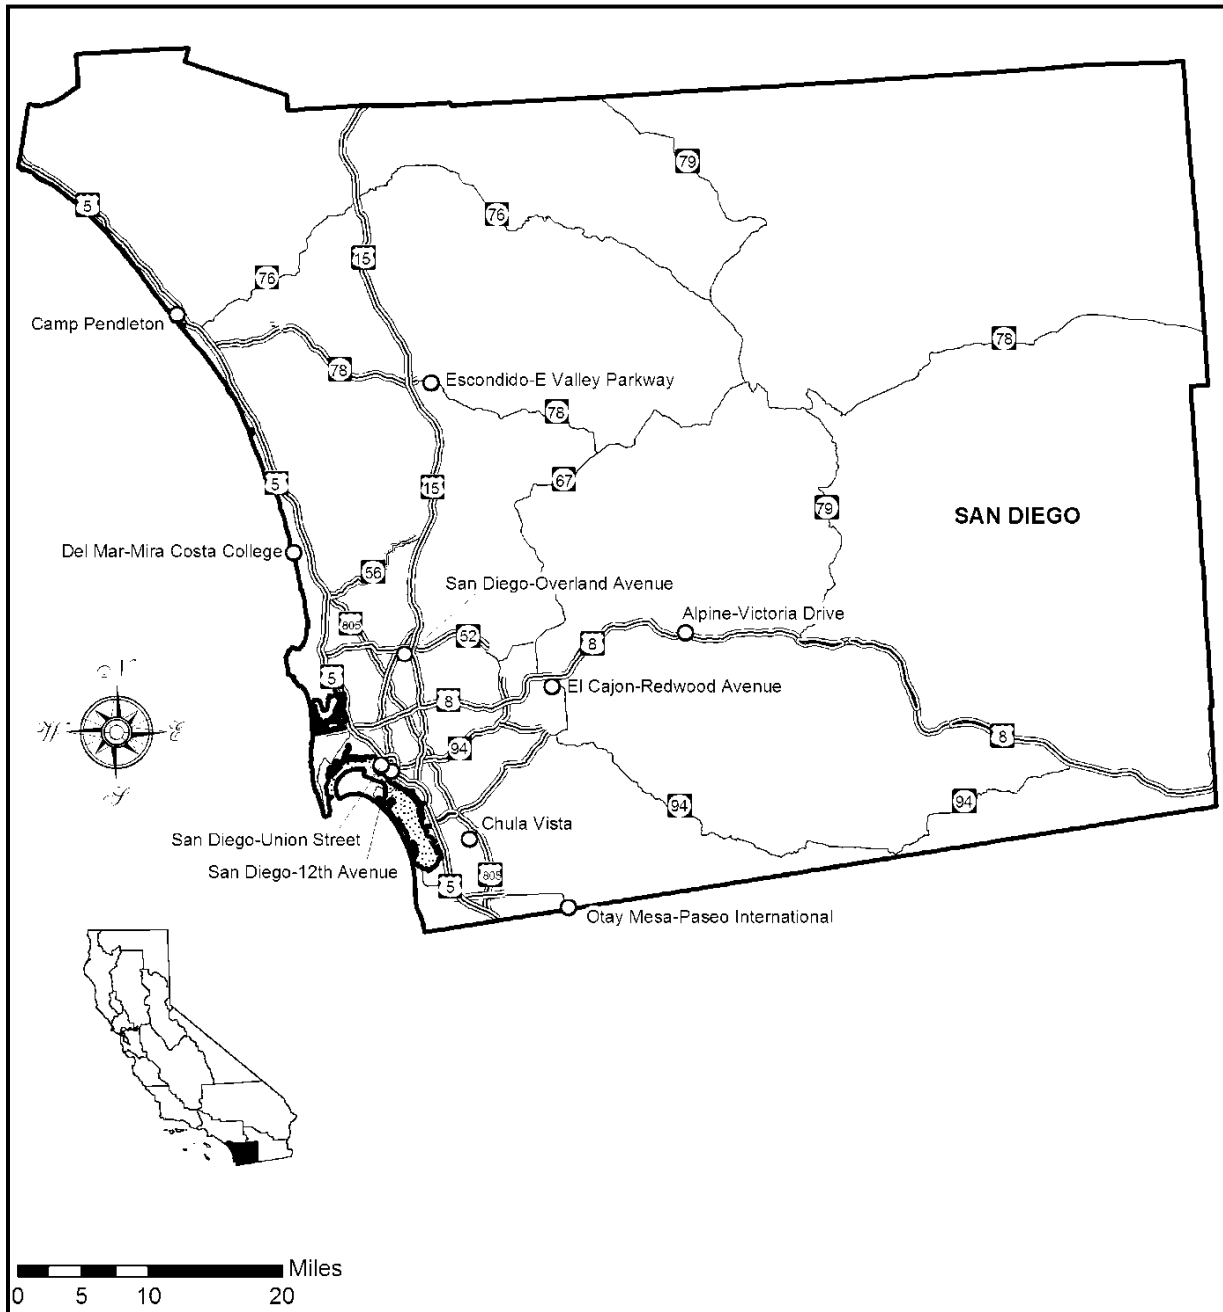 79
5
76
15
76
Camp Pendleton
78
78
Escondido-E Valley Parkway
78
67
5
15
79
SAN DIEGO
Del Mar-Mira Costa College
56
San Diego-Overland Avenue
Alpine-Victoria Drive
805
52
8
N
5
El Cajon-Redwood Avenue
8
W
E
94
8
S
94
94
San Diego-Union Street
Chula Vista
San Diego-12th Avenue
805
5
Otay Mesa-Paseo International
Miles
0 5 10 20